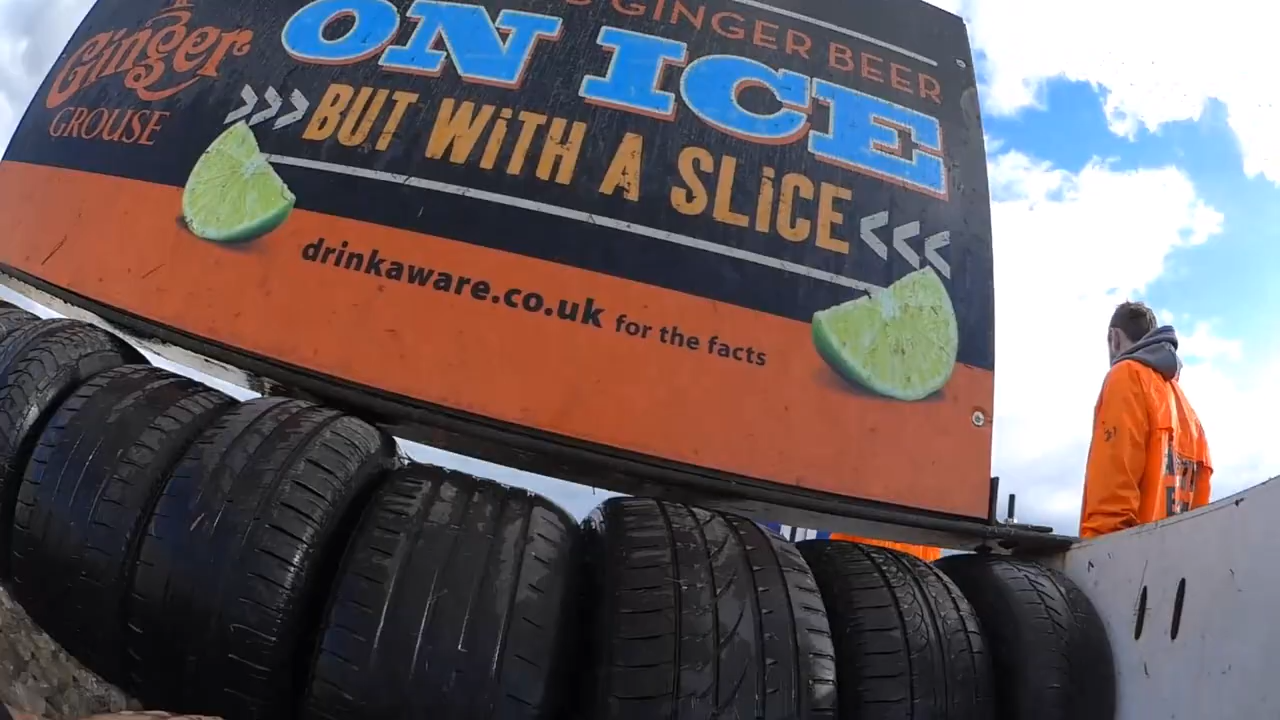 GINGER BEER
Ginger
GROUSE
ON ICE
>>> BUT WiTH A SLiCE <<<
drinkaware.co.uk for the facts